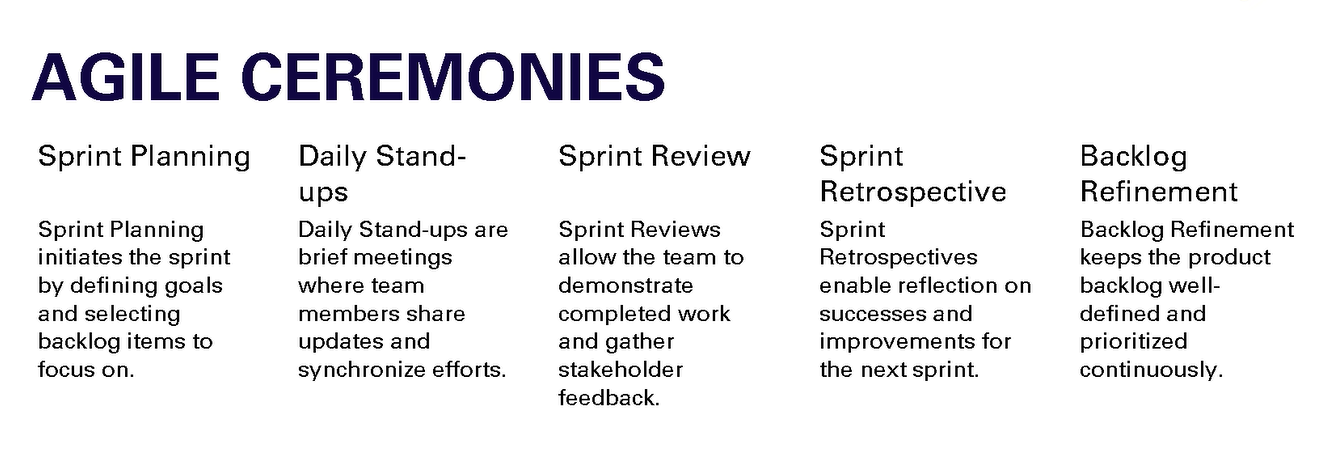 AGILE CEREMONIES
Sprint Planning
Sprint Planning
initiates the sprint
by defining goals
and selecting
backlog items to
focus on.
Daily Stand-
ups
Daily Stand-ups are
brief meetings
where team
members share
updates and
synchronize efforts.
Sprint Review
Sprint Reviews
allow the team to
demonstrate
completed work
and gather
stakeholder
feedback.
Sprint
Retrospective
Sprint
Retrospectives
enable reflection on
successes and
improvements for
the next sprint.
Backlog
Refinement
Backlog Refinement
keeps the product
backlog well-
defined and
prioritized
continuously.